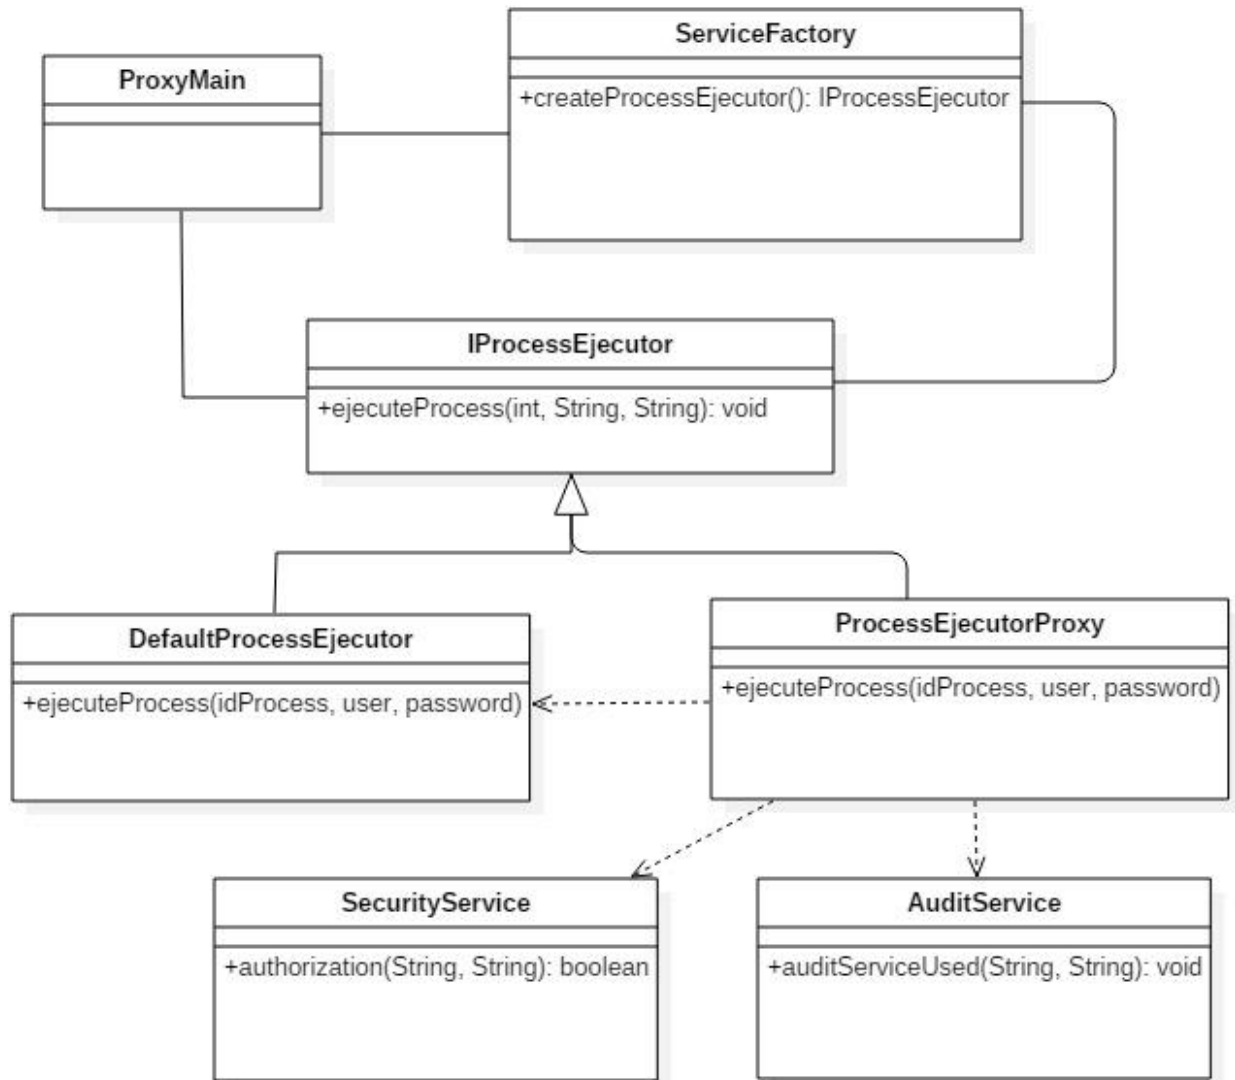 ProxyMain
ServiceFactory
+createProcessEjecutor(): IProcessEjecutor
IProcessEjecutor
+ejecuteProcess(int, String, String): void
DefaultProcessEjecutor
+ejecuteProcess(idProcess, user, password)
ProcessEjecutorProxy
+ejecuteProcess(idProcess, user, password)
SecurityService
+authorization(String, String): boolean
AuditService
+auditServiceUsed(String, String): void